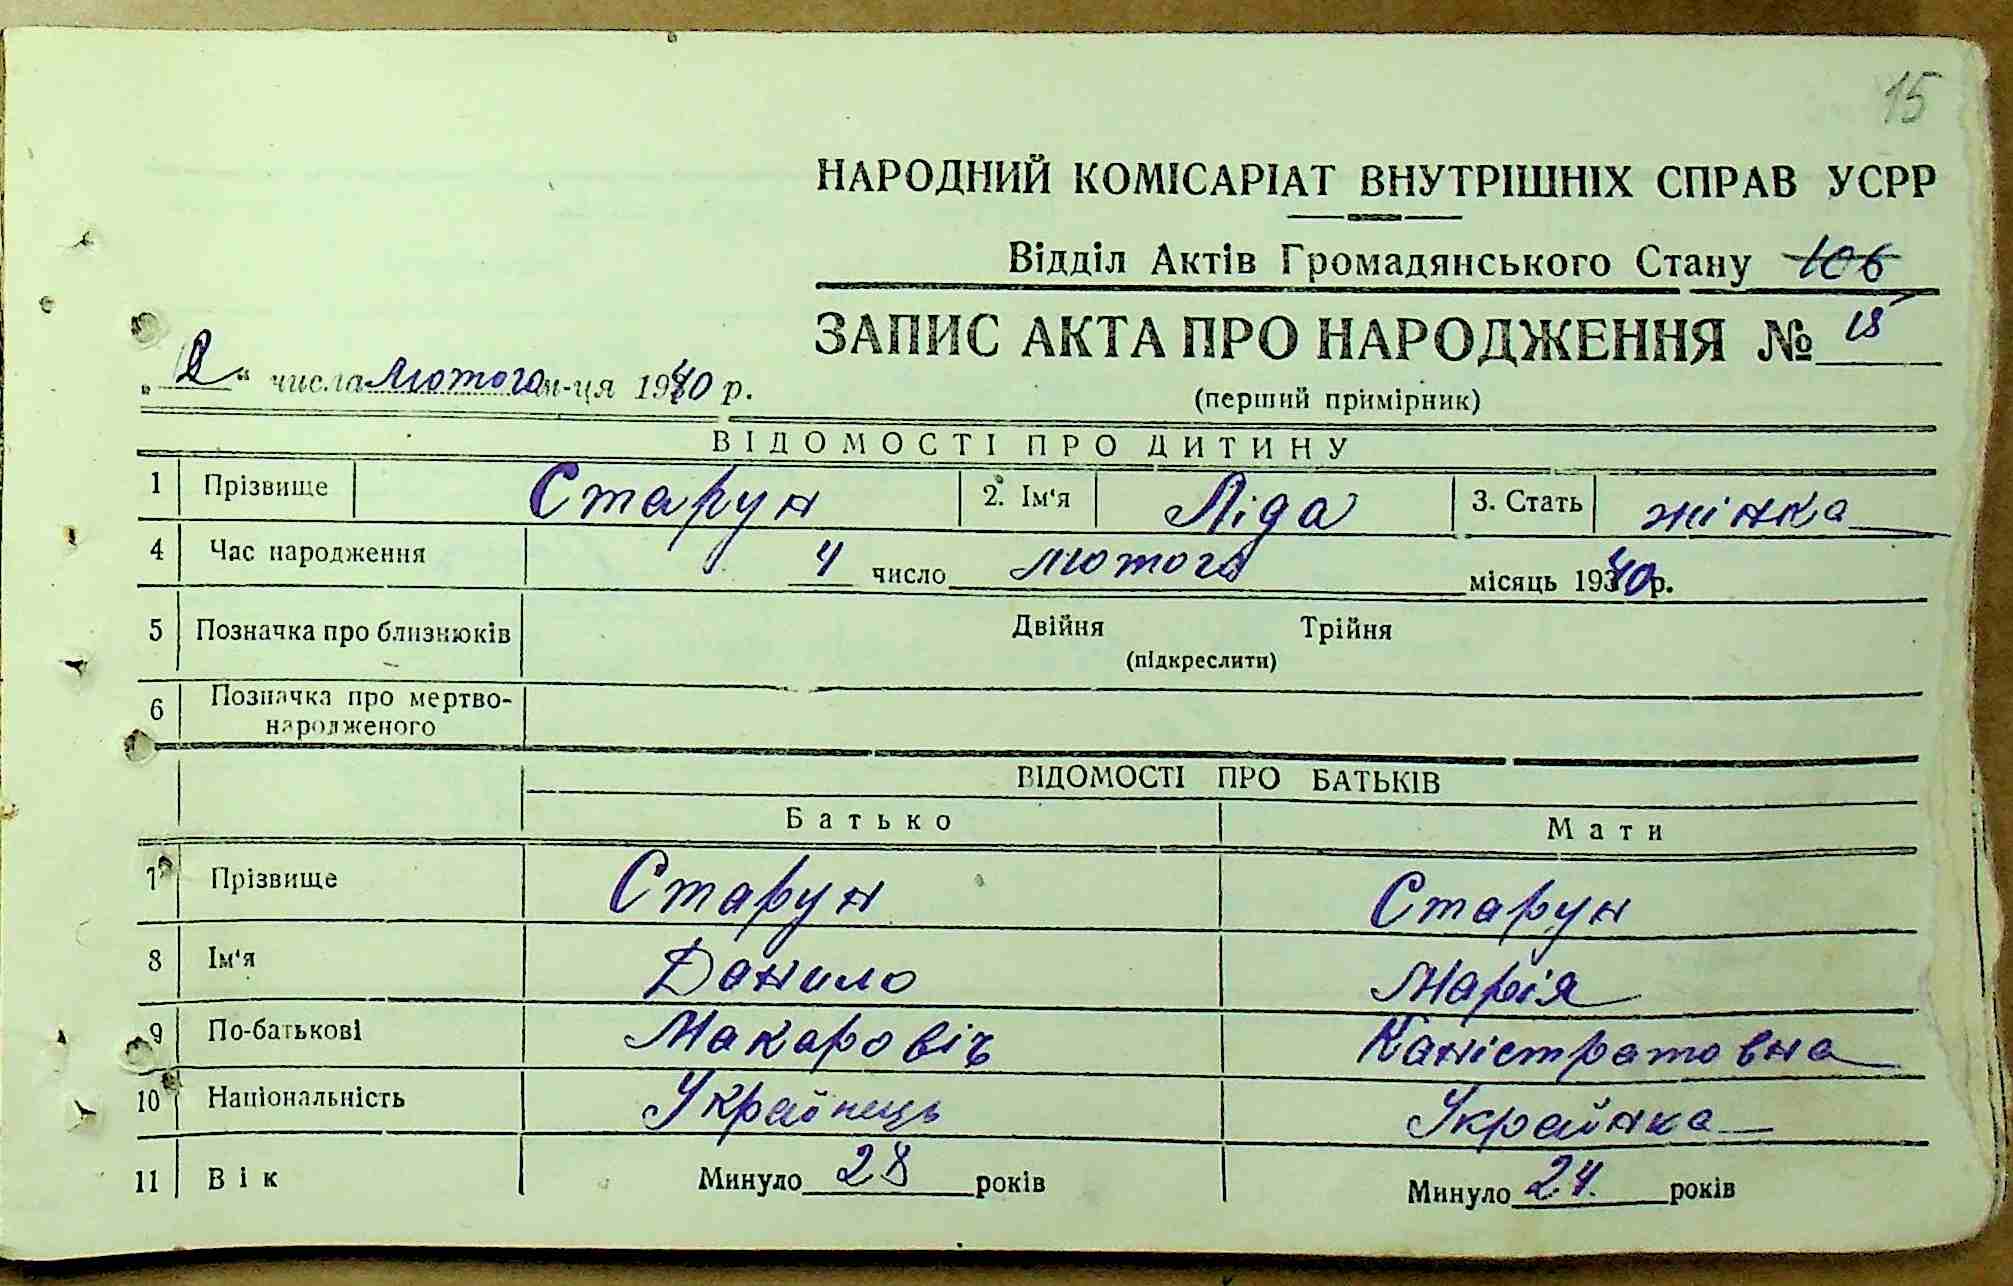 15
НАРОДНИЙ КОМІСАРІАТ ВНУТРІШНІХ СПРАВ УСРР
Відділ Актів Громадянського Стану 106
ЗАПИС АКТА ПРО НАРОДЖЕННЯ № 15
„ “ числа лютого м-ця 1940 р.
(перший примірник)
ВІДОМОСТІ ПРО ДИТИНУ
1 Прізвище Старун 2. Ім'я Ліда 3. Стать жінка
4 Час народження 4 число лютого місяць 1940 р.
5 Позначка про близнюків Двійня Трійня
(підкреслити)
6 Позначка про мертво-
народженого
ВІДОМОСТІ ПРО БАТЬКІВ
Батько Мати
7 Прізвище Старун Старун
8 Ім'я Данило Марія
9 По-батькові Макаровіч Каністратовна
10 Національність Українець Українка
11 Вік Минуло 28 років Минуло 24 років